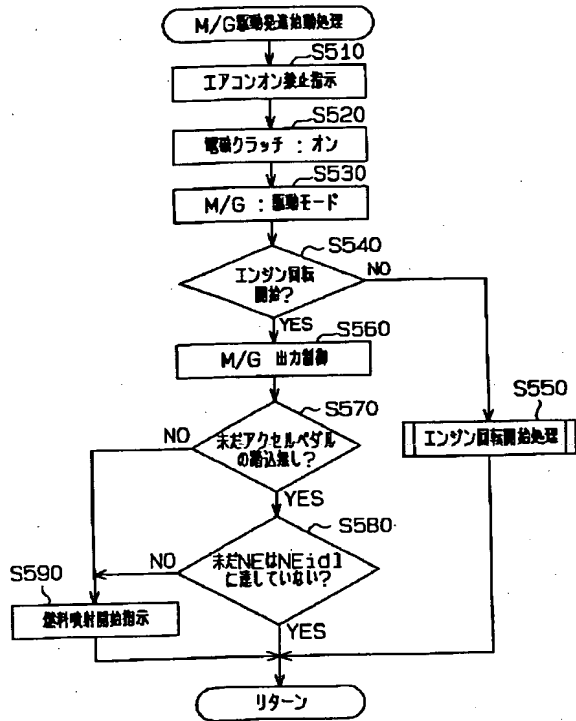 M/G駆動発進始動処理
S510
エアコンオン禁止指示
S520
電磁クラッチ : オン
S530
M/G : 駆動モード
S540
エンジン回転
開始?
NO
YES
S560
M/G 出力制御
S550
エンジン回転開始処理
S570
NO
未だアクセルペダル
の踏込無し?
YES
S580
NO
未だNEはNEidl
に達していない?
S590
燃料噴射開始指示
YES
リターン